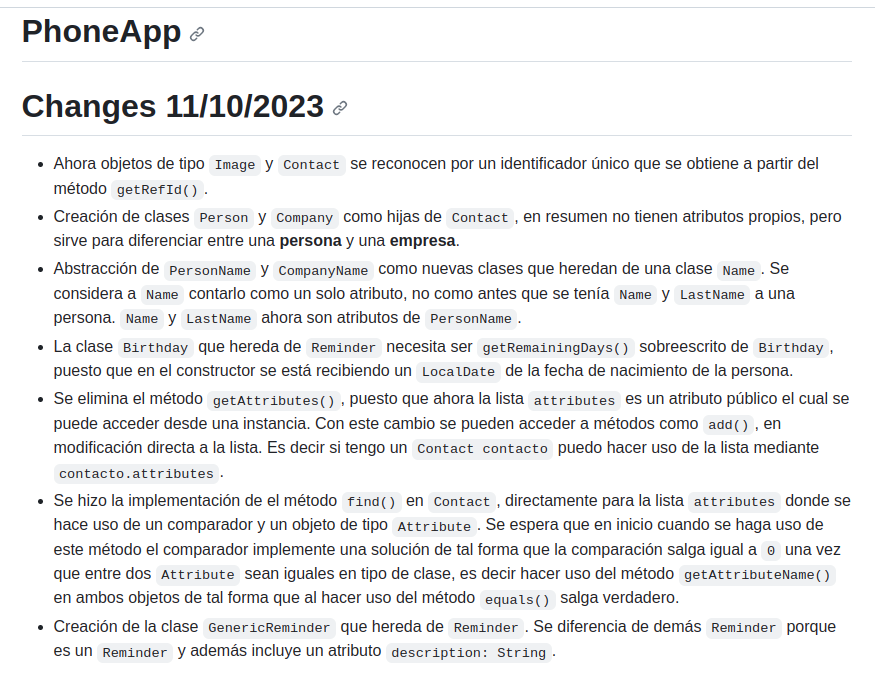 PhoneApp
Changes 11/10/2023
Ahora objetos de tipo Image y Contact se reconocen por un identificador único que se obtiene a partir del
método getRefId() .
Creación de clases Person y Company como hijas de Contact , en resumen no tienen atributos propios, pero
sirve para diferenciar entre una persona y una empresa.
Abstracción de PersonName y CompanyName como nuevas clases que heredan de una clase Name . Se
considera a Name contarlo como un solo atributo, no como antes que se tenía Name y LastName a una
persona. Name y LastName ahora son atributos de PersonName .
La clase Birthday que hereda de Reminder necesita ser getRemainingDays() sobreescrito de Birthday ,
puesto que en el constructor se está recibiendo un LocalDate de la fecha de nacimiento de la persona.
Se elimina el método getAttributes() , puesto que ahora la lista attributes es un atributo público el cual se
puede acceder desde una instancia. Con este cambio se pueden acceder a métodos como add() , en
modificación directa a la lista. Es decir si tengo un Contact contacto puedo hacer uso de la lista mediante
contacto.attributes .
Se hizo la implementación de el método find() en Contact , directamente para la lista attributes donde se
hace uso de un comparador y un objeto de tipo Attribute . Se espera que en inicio cuando se haga uso de
este método el comparador implemente una solución de tal forma que la comparación salga igual a 0 una vez
que entre dos Attribute sean iguales en tipo de clase, es decir hacer uso del método getAttributeName()
en ambos objetos de tal forma que al hacer uso del método equals() salga verdadero.
Creación de la clase GenericReminder que hereda de Reminder . Se diferencia de demás Reminder porque
es un Reminder y además incluye un atributo description: String .